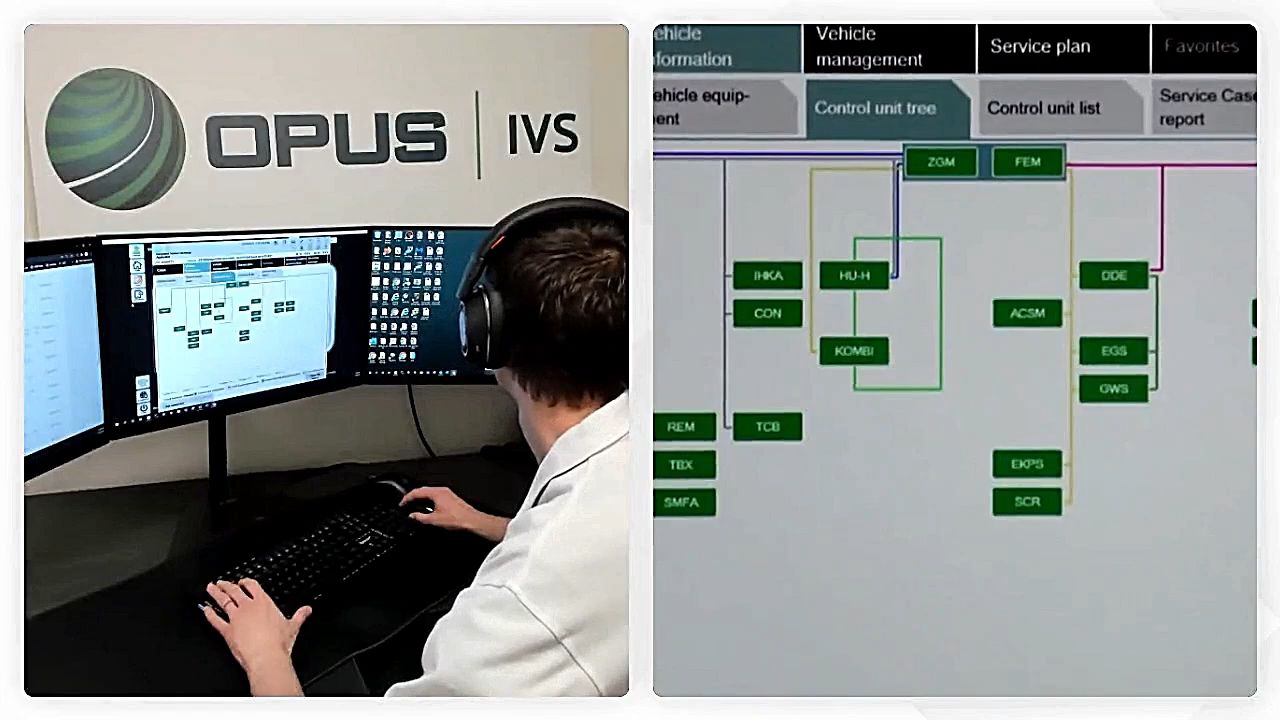 OPUS IVS
ehicle
formation
Vehicle
management
Service plan
Favorites
ehicle equip-
ent
Control unit tree
Control unit list
Service Case
report
ZGM
FEM
IHKA
HU-H
DDE
CON
ACSM
KOMBI
EGS
GWS
REM
TCB
TBX
EKPS
SMFA
SCR